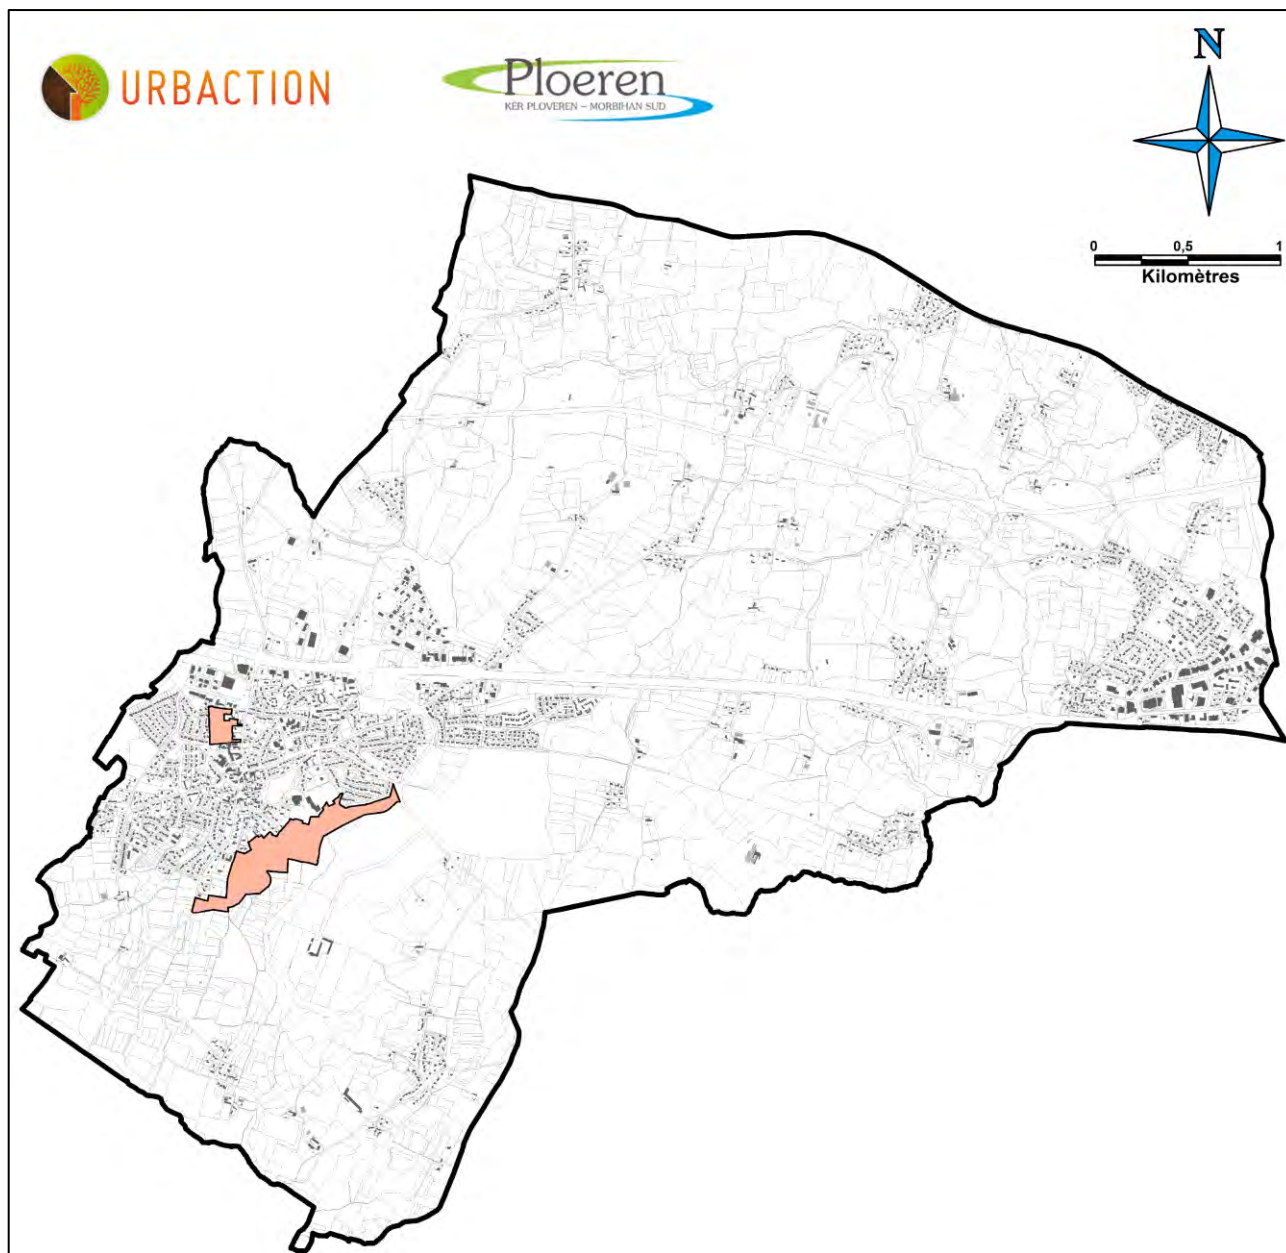 URBACTION
Ploeren
KÊR PLOVEREN – MORBIHAN SUD
N
0 0,5 1
Kilomètres